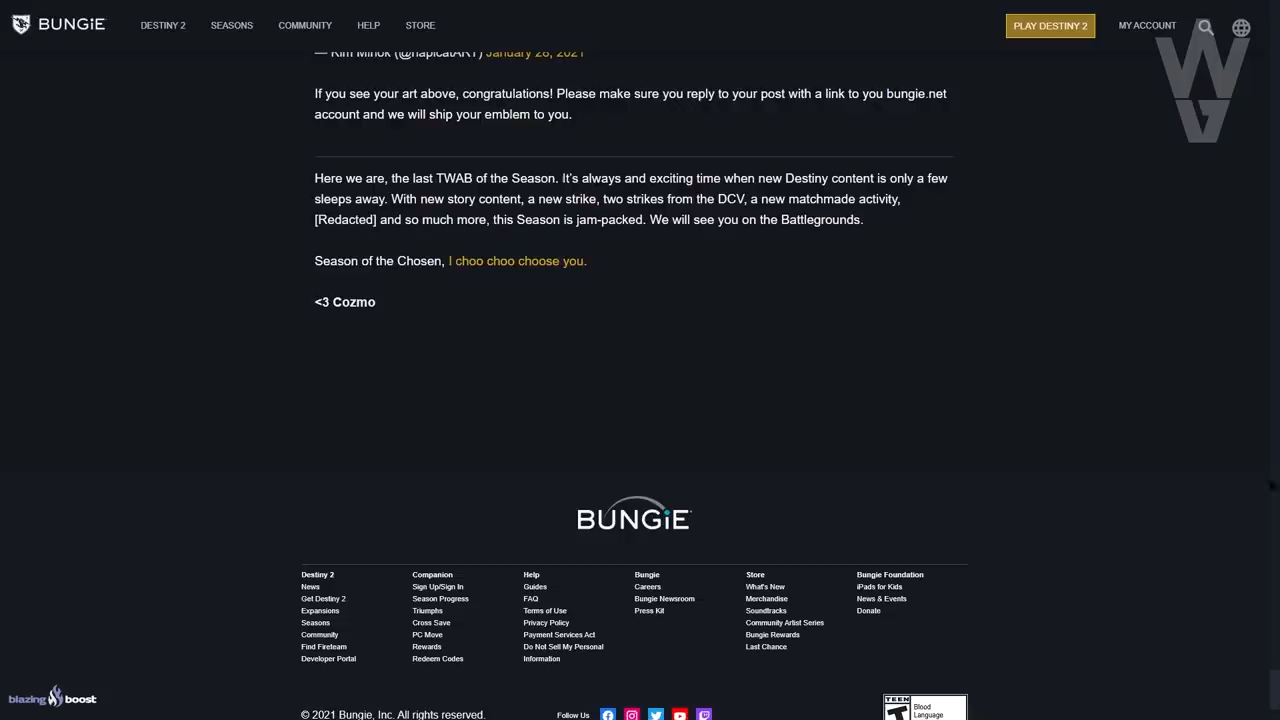 BUNGiE DESTINY 2 SEASONS COMMUNITY HELP STORE PLAY DESTINY 2 MY ACCOUNT
— Kim Minok (@hapicatART) January 28, 2021
If you see your art above, congratulations! Please make sure you reply to your post with a link to you bungie.net
account and we will ship your emblem to you.
Here we are, the last TWAB of the Season. It's always and exciting time when new Destiny content is only a few
sleeps away. With new story content, a new strike, two strikes from the DCV, a new matchmade activity,
[Redacted] and so much more, this Season is jam-packed. We will see you on the Battlegrounds.
Season of the Chosen, I choo choo choose you.
<3 Cozmo
BUNGiE
Destiny 2 Companion Help Bungie Store Bungie Foundation
News Sign Up/Sign In Guides Careers What's New iPads for Kids
Get Destiny 2 Season Progress FAQ Bungie Newsroom Merchandise News & Events
Expansions Triumphs Terms of Use Press Kit Soundtracks Donate
Seasons Cross Save Privacy Policy Community Artist Series
Community PC Move Payment Services Act Bungie Rewards
Find Fireteam Rewards Do Not Sell My Personal Last Chance
Developer Portal Redeem Codes Information
blazing boost
© 2021 Bungie, Inc. All rights reserved. Follow Us
TEEN
T
Blood
Language
WG